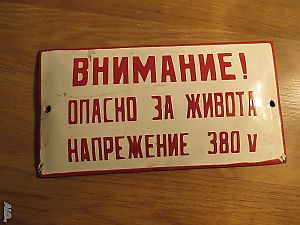 ВНИМАНИЕ!
ОПАСНО ЗА ЖИВОТА
НАПРЕЖЕНИЕ 380 V